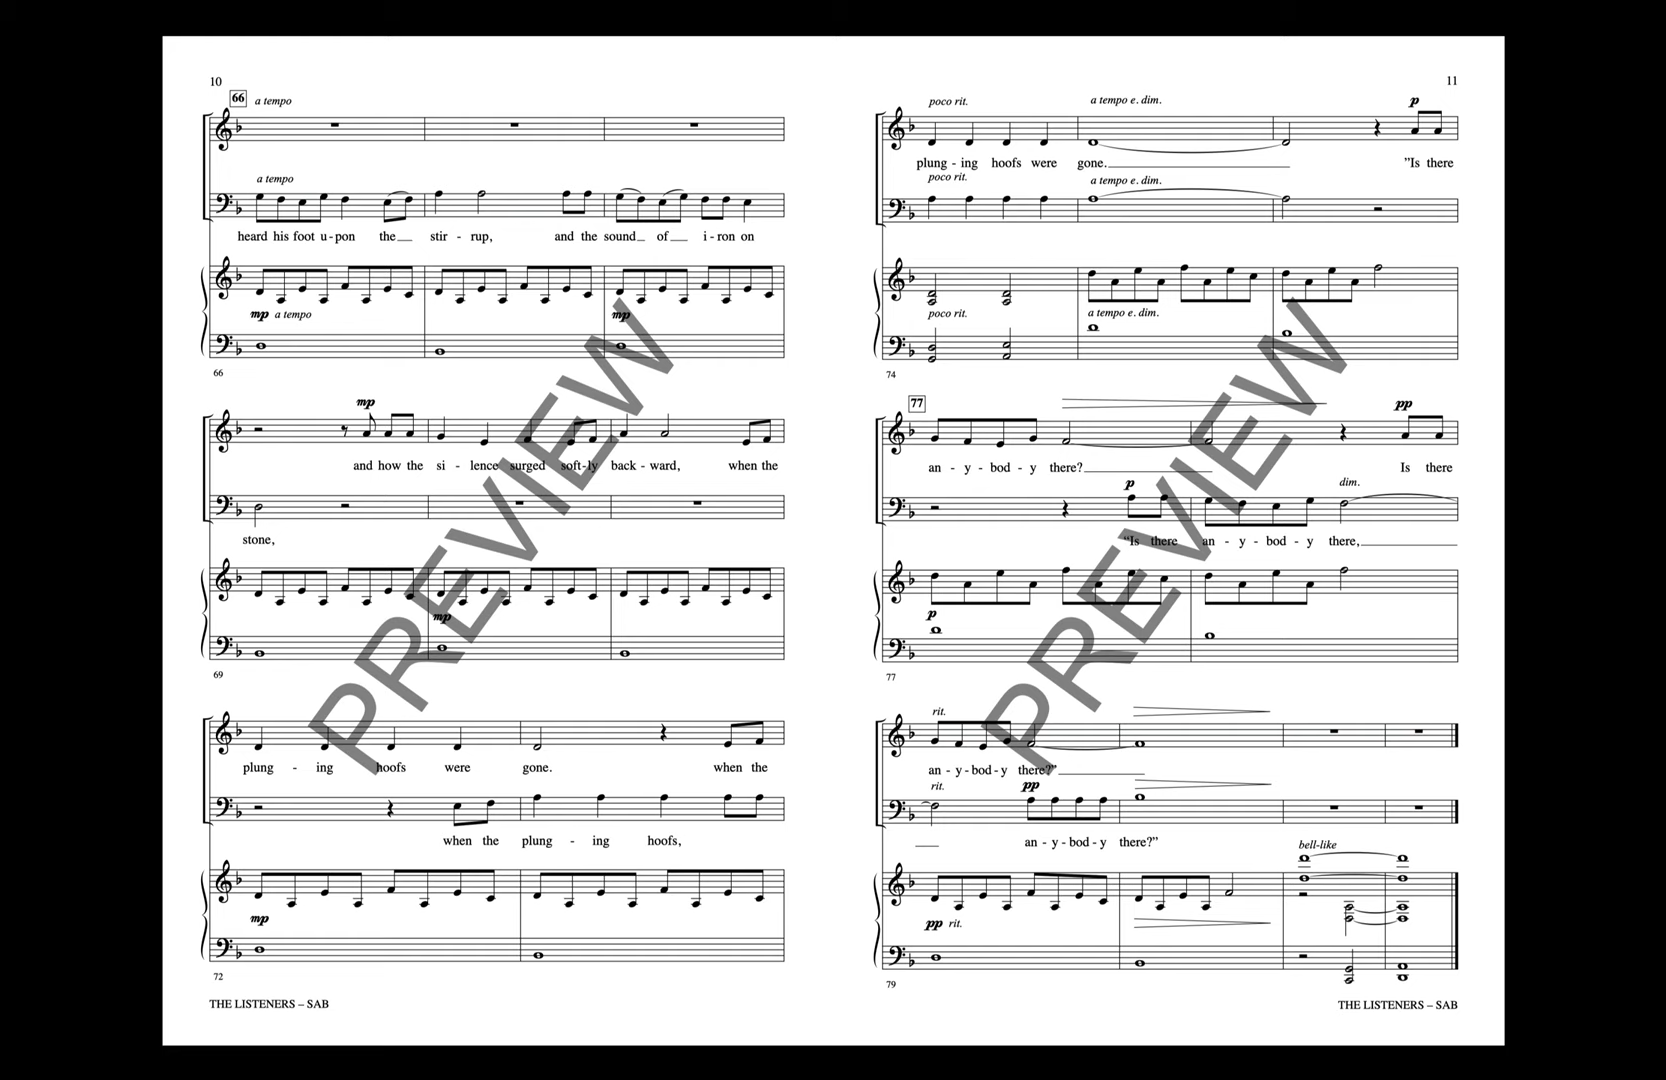 10
66 a tempo
a tempo
heard his foot u - pon the stir - rup, and the sound of i - ron on
mp a tempo mp
66
mp
and how the si - lence surged soft - ly back - ward, when the
stone,
mp
69
plung - ing hoofs were gone. when the
when the plung - ing hoofs,
mp
72
THE LISTENERS – SAB
11
poco rit. a tempo e. dim. p
plung - ing hoofs were gone. ”Is there
poco rit. a tempo e. dim.
poco rit. a tempo e. dim.
74
77 pp
an - y - bod - y there? Is there
p dim.
“Is there an - y - bod - y there,
p
77
rit.
an - y - bod - y there?”
rit. pp
an - y - bod - y there?”
bell-like
pp rit.
79
THE LISTENERS – SAB
PREVIEW
PREVIEW